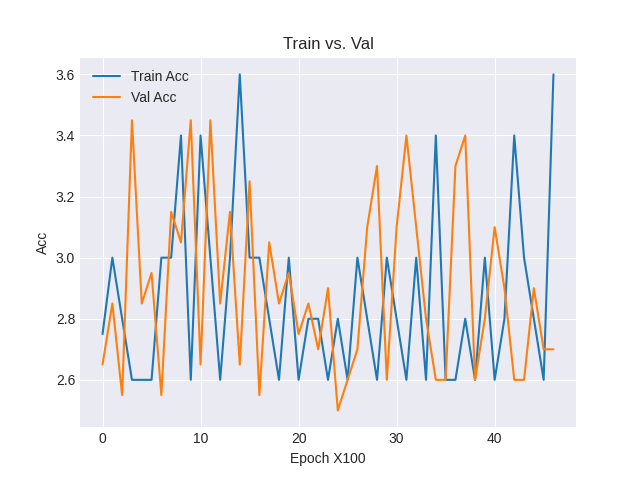 Train vs. Val
Train Acc
Val Acc
3.6
3.4
3.2
3.0
2.8
2.6
Acc
0 10 20 30 40
Epoch X100